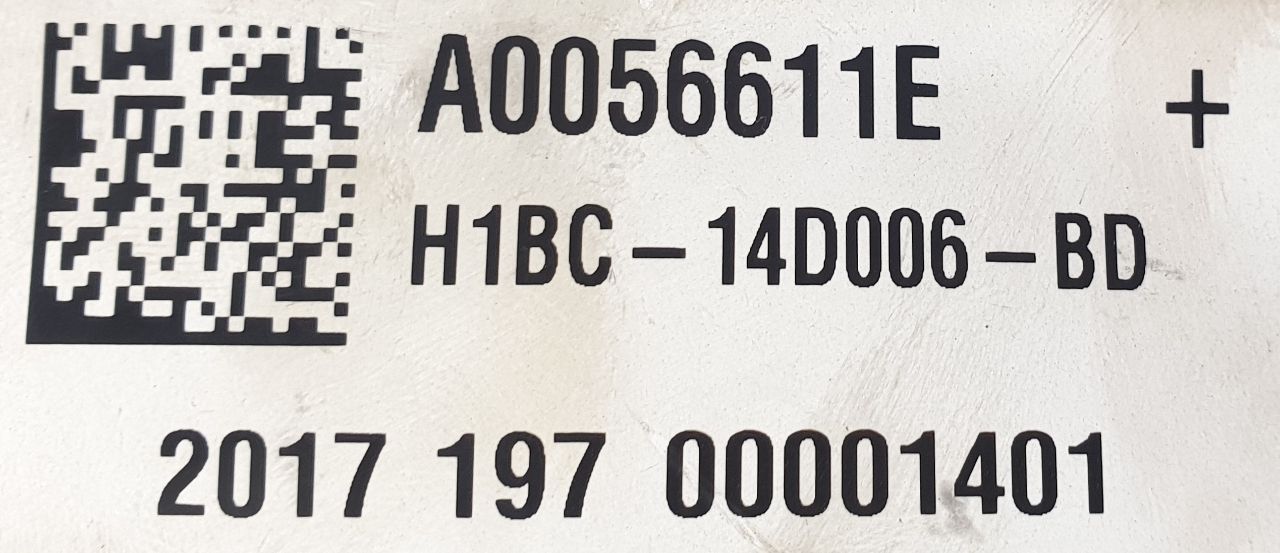 A0056611E +
H1BC-14D006-BD
2017 197 00001401